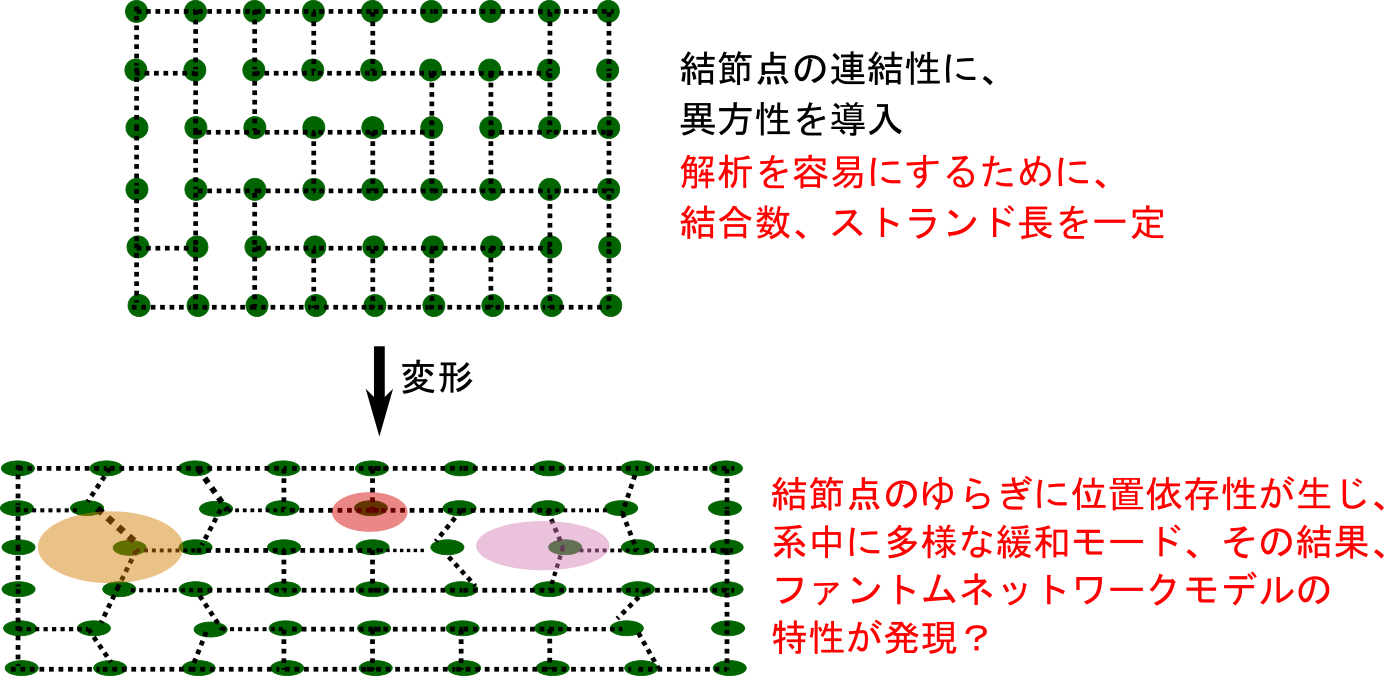 結節点の連結性に、
異方性を導入
解析を容易にするために、
結合数、ストランド長を一定
変形
結節点のゆらぎに位置依存性が生じ、
系中に多様な緩和モード、その結果、
ファントムネットワークモデルの
特性が発現？